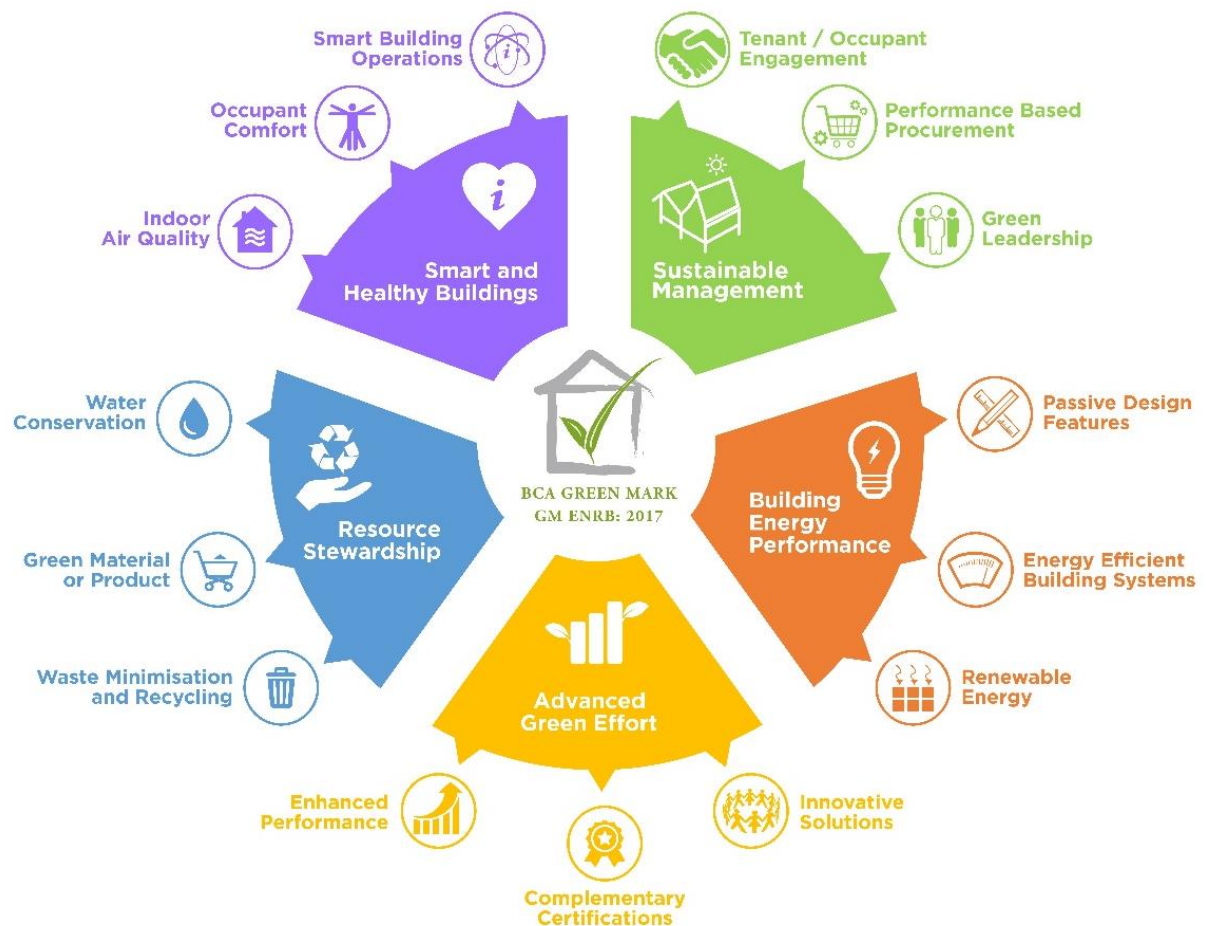 Smart Building
Operations
Tenant / Occupant
Engagement
Occupant
Comfort
Performance Based
Procurement
Indoor
Air Quality
Green
Leadership
i
i
Smart and
Healthy Buildings
Sustainable
Management
Water
Conservation
Passive Design
Features
BCA GREEN MARK
GM ENRB: 2017
Resource
Stewardship
Building
Energy
Performance
Green Material
or Product
Energy Efficient
Building Systems
Waste Minimisation
and Recycling
Renewable
Energy
Advanced
Green Effort
Enhanced
Performance
Innovative
Solutions
Complementary
Certifications